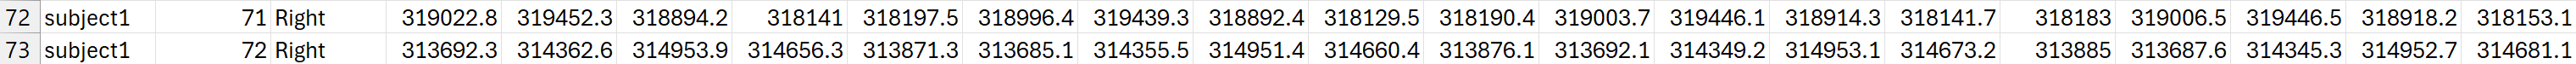 72 subject1 71 Right 319022.8 319452.3 318894.2 318141 318197.5 318996.4 319439.3 318892.4 318129.5 318190.4 319003.7 319446.1 318914.3 318141.7 318183 319006.5 319446.5 318918.2 318153.1
73 subject1 72 Right 313692.3 314362.6 314953.9 314656.3 313871.3 313685.1 314355.5 314951.4 314660.4 313876.1 313692.1 314349.2 314953.1 314673.2 313885 313687.6 314345.3 314952.7 314681.1